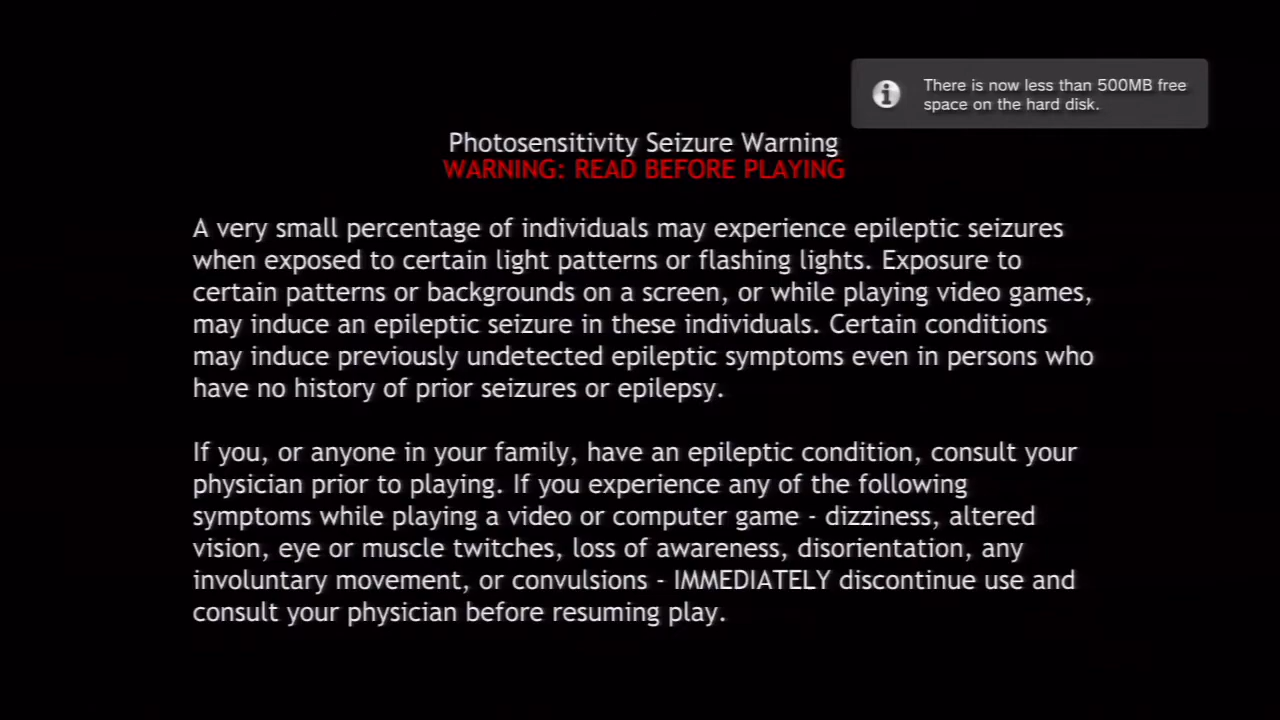 There is now less than 500MB free
space on the hard disk.
Photosensitivity Seizure Warning
WARNING: READ BEFORE PLAYING
A very small percentage of individuals may experience epileptic seizures
when exposed to certain light patterns or flashing lights. Exposure to
certain patterns or backgrounds on a screen, or while playing video games,
may induce an epileptic seizure in these individuals. Certain conditions
may induce previously undetected epileptic symptoms even in persons who
have no history of prior seizures or epilepsy.
If you, or anyone in your family, have an epileptic condition, consult your
physician prior to playing. If you experience any of the following
symptoms while playing a video or computer game - dizziness, altered
vision, eye or muscle twitches, loss of awareness, disorientation, any
involuntary movement, or convulsions - IMMEDIATELY discontinue use and
consult your physician before resuming play.